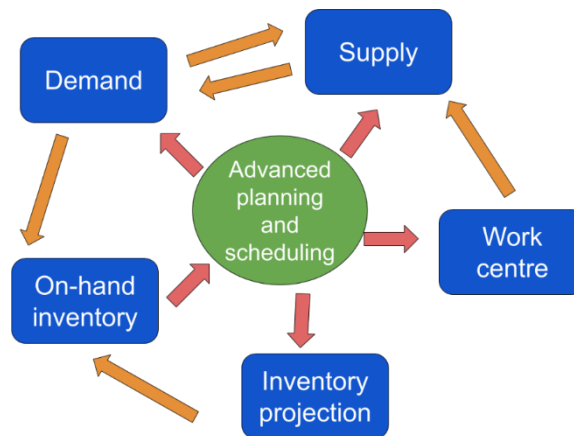 Demand
Supply
Advanced
planning
and
scheduling
Work
centre
On-hand
inventory
Inventory
projection